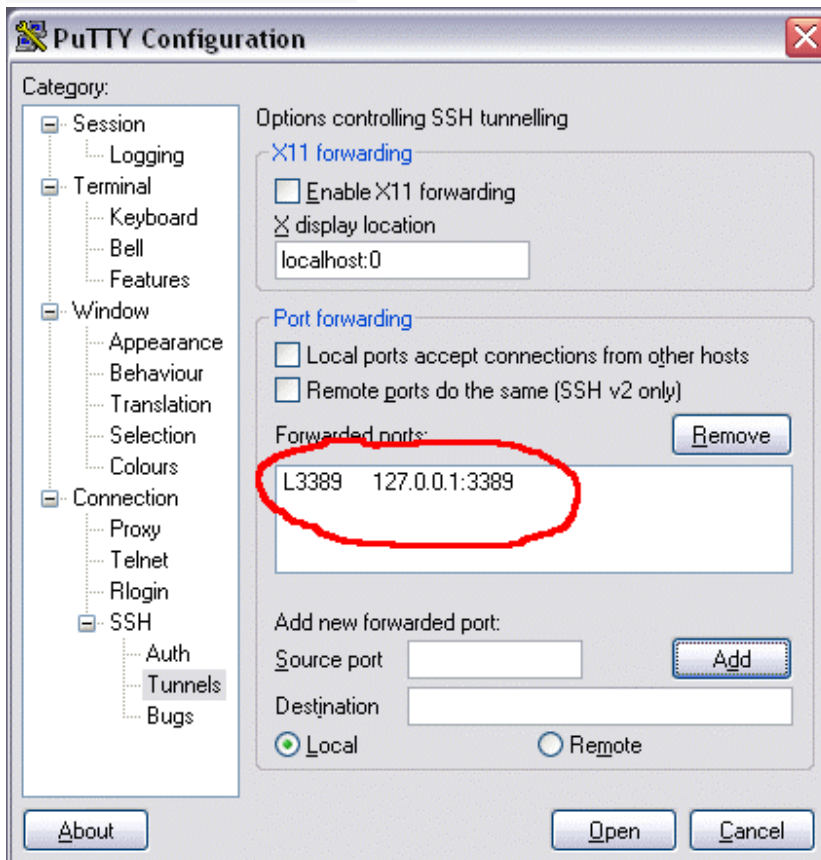 PuTTY Configuration
Category:
Session
Logging
Terminal
Keyboard
Bell
Features
Window
Appearance
Behaviour
Translation
Selection
Colours
Connection
Proxy
Telnet
Rlogin
SSH
Auth
Tunnels
Bugs
Options controlling SSH tunnelling
X11 forwarding
Enable X11 forwarding
X display location
localhost:0
Port forwarding
Local ports accept connections from other hosts
Remote ports do the same (SSH v2 only)
Forwarded ports:
Remove
L3389 127.0.0.1:3389
Add new forwarded port:
Source port
Add
Destination
Local
Remote
About
Open
Cancel